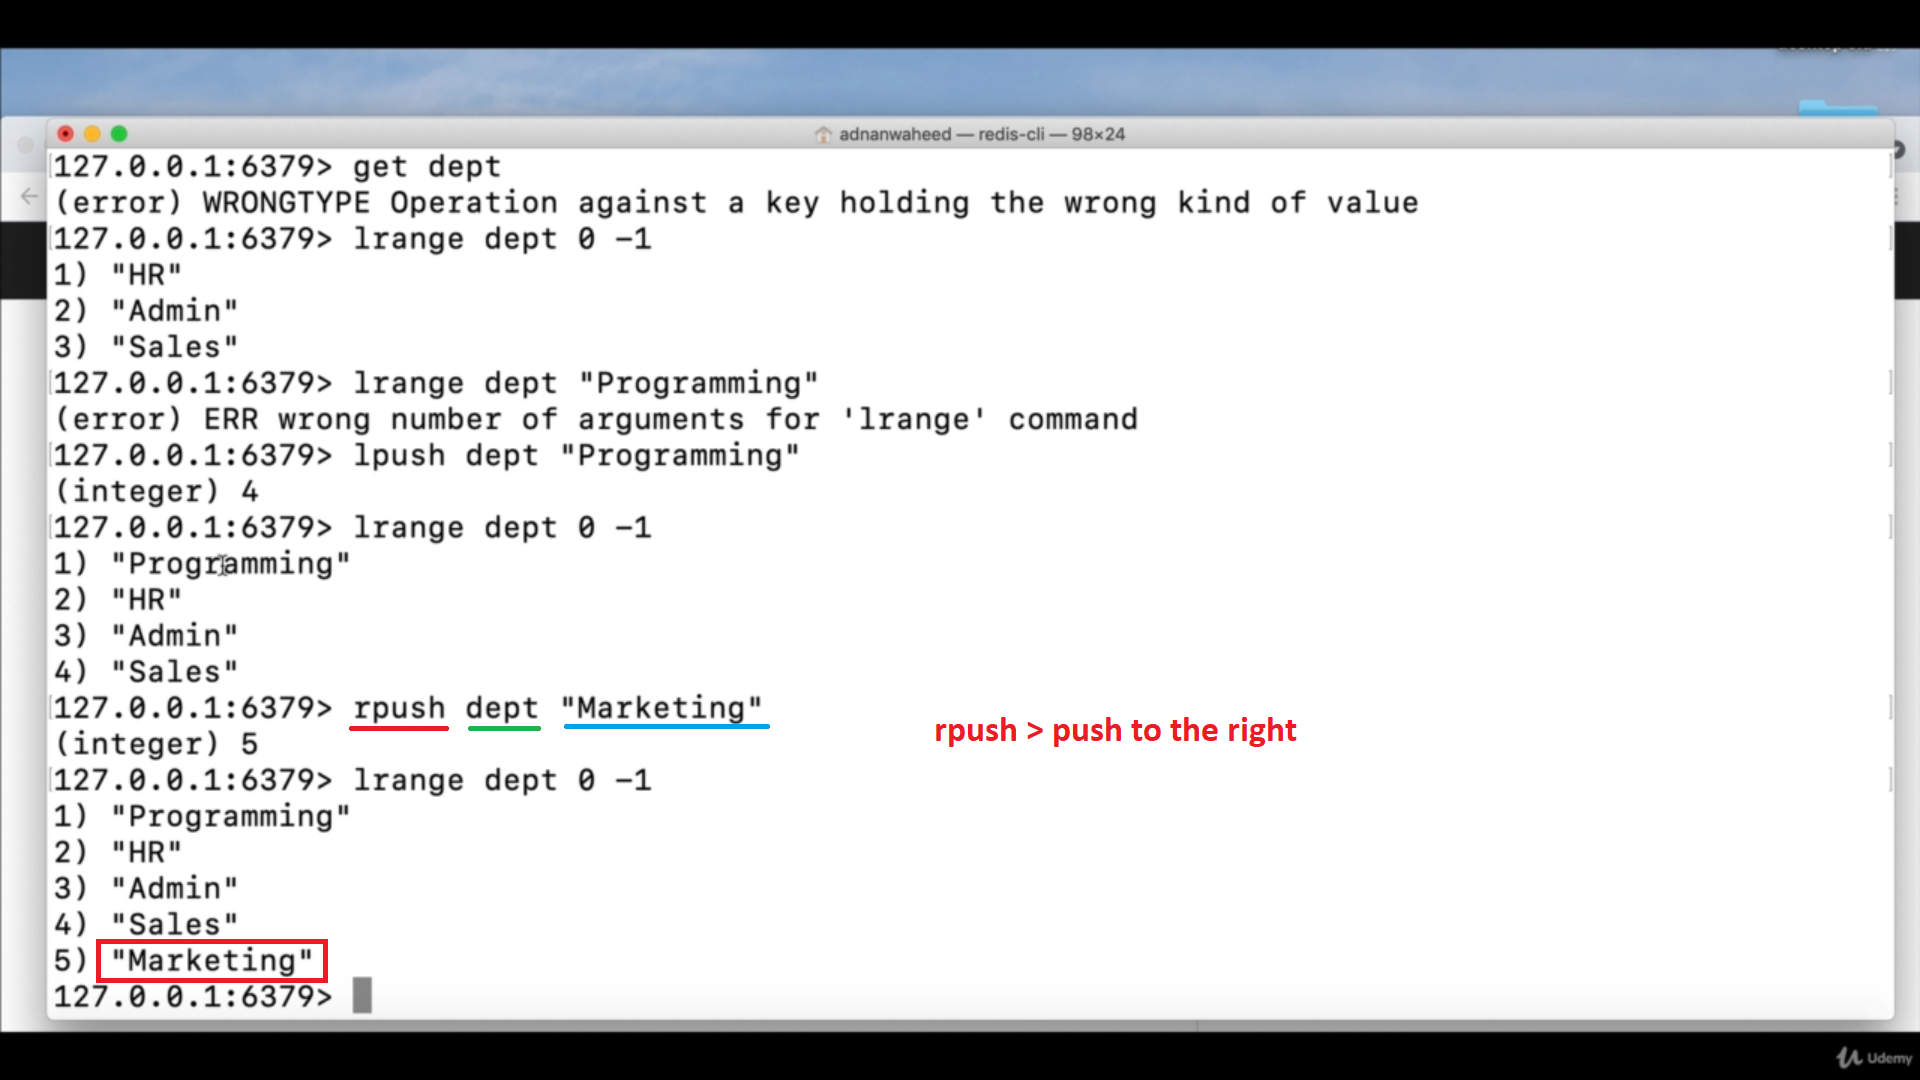 adnanwaheed — redis-cli — 98×24
127.0.0.1:6379> get dept
(error) WRONGTYPE Operation against a key holding the wrong kind of value
127.0.0.1:6379> lrange dept 0 -1
1) "HR"
2) "Admin"
3) "Sales"
127.0.0.1:6379> lrange dept "Programming"
(error) ERR wrong number of arguments for 'lrange' command
127.0.0.1:6379> lpush dept "Programming"
(integer) 4
127.0.0.1:6379> lrange dept 0 -1
1) "Programming"
2) "HR"
3) "Admin"
4) "Sales"
127.0.0.1:6379> rpush dept "Marketing"
rpush > push to the right
(integer) 5
127.0.0.1:6379> lrange dept 0 -1
1) "Programming"
2) "HR"
3) "Admin"
4) "Sales"
5) "Marketing"
127.0.0.1:6379>
Udemy